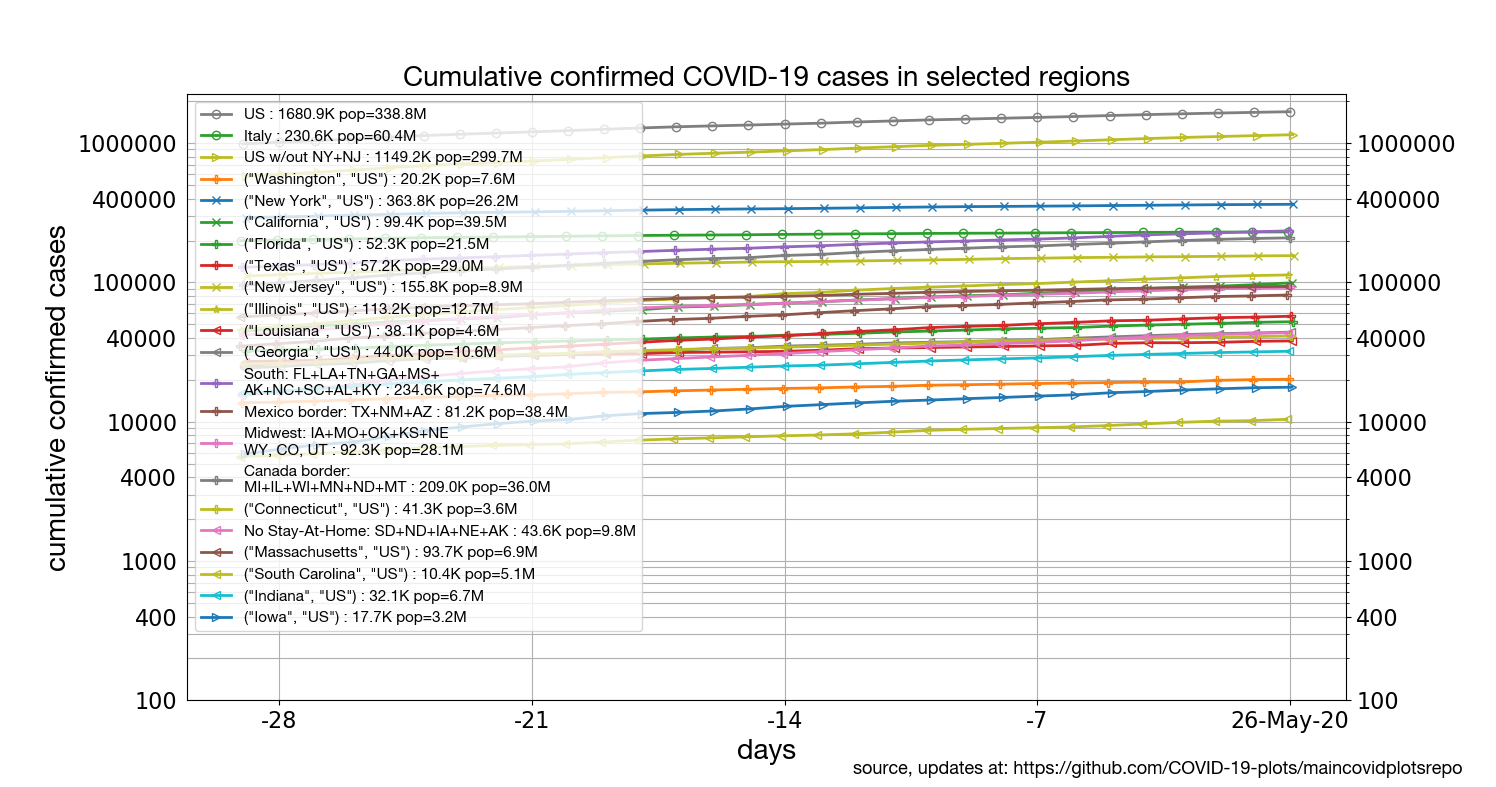 Cumulative confirmed COVID-19 cases in selected regions
US : 1680.9K pop=338.8M
Italy : 230.6K pop=60.4M
US w/out NY+NJ : 1149.2K pop=299.7M
("Washington", "US") : 20.2K pop=7.6M
("New York", "US") : 363.8K pop=26.2M
("California", "US") : 99.4K pop=39.5M
("Florida", "US") : 52.3K pop=21.5M
("Texas", "US") : 57.2K pop=29.0M
("New Jersey", "US") : 155.8K pop=8.9M
("Illinois", "US") : 113.2K pop=12.7M
("Louisiana", "US") : 38.1K pop=4.6M
("Georgia", "US") : 44.0K pop=10.6M
South: FL+LA+TN+GA+MS+
AK+NC+SC+AL+KY : 234.6K pop=74.6M
Mexico border: TX+NM+AZ : 81.2K pop=38.4M
Midwest: IA+MO+OK+KS+NE
WY, CO, UT : 92.3K pop=28.1M
Canada border:
MI+IL+WI+MN+ND+MT : 209.0K pop=36.0M
("Connecticut", "US") : 41.3K pop=3.6M
No Stay-At-Home: SD+ND+IA+NE+AK : 43.6K pop=9.8M
("Massachusetts", "US") : 93.7K pop=6.9M
("South Carolina", "US") : 10.4K pop=5.1M
("Indiana", "US") : 32.1K pop=6.7M
("Iowa", "US") : 17.7K pop=3.2M
cumulative confirmed cases
1000000
400000
100000
40000
10000
4000
1000
400
100
1000000
400000
100000
40000
10000
4000
1000
400
100
-28
-21
-14
-7
26-May-20
days
source, updates at: https://github.com/COVID-19-plots/maincovidplotsrepo